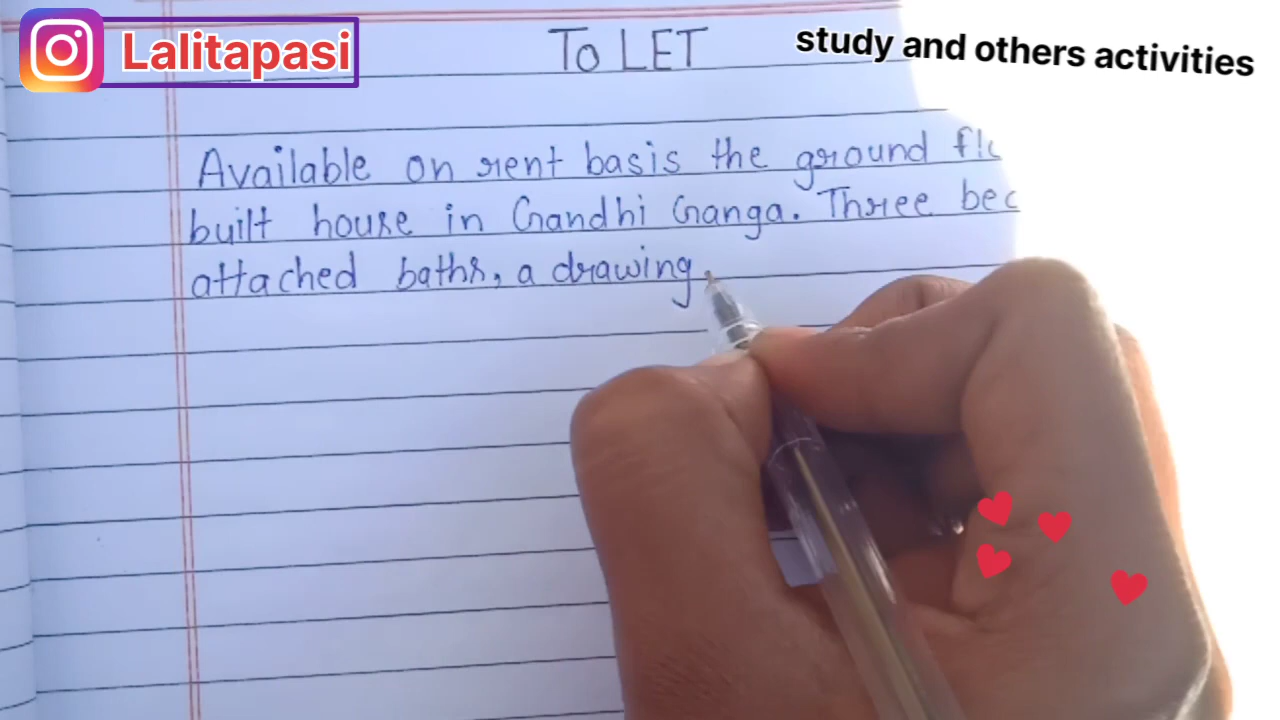 Lalitapasi
study and others activities
To LET
Available on rent basis the ground
built house in Gandhi Ganga. Three
attached baths, a drawing